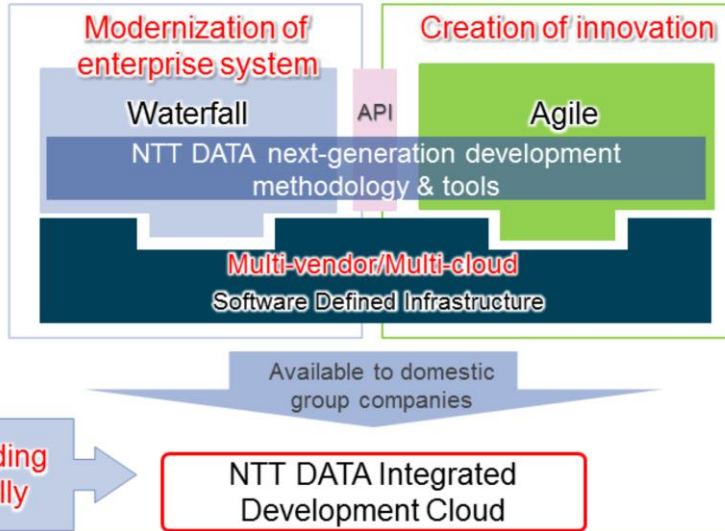 Modernization of
enterprise system
Creation of innovation
Waterfall
API
Agile
NTT DATA next-generation development
methodology & tools
Multi-vendor/Multi-cloud
Software Defined Infrastructure
Available to domestic
group companies
NTT DATA Integrated
Development Cloud